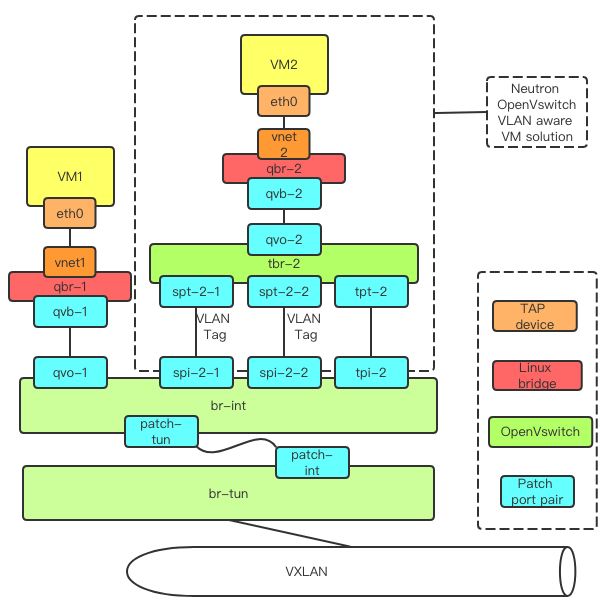 VM2
eth0
vnet
2
qbr-2
qvb-2
qvo-2
tbr-2
spt-2-1
spt-2-2
tpt-2
VLAN
Tag
VLAN
Tag
spi-2-1
spi-2-2
tpi-2
Neutron
OpenVswitch
VLAN aware
VM solution
VM1
eth0
vnet1
qbr-1
qvb-1
qvo-1
br-int
patch-
tun
patch-
int
br-tun
VXLAN
TAP
device
Linux
bridge
OpenVswitch
Patch
port pair